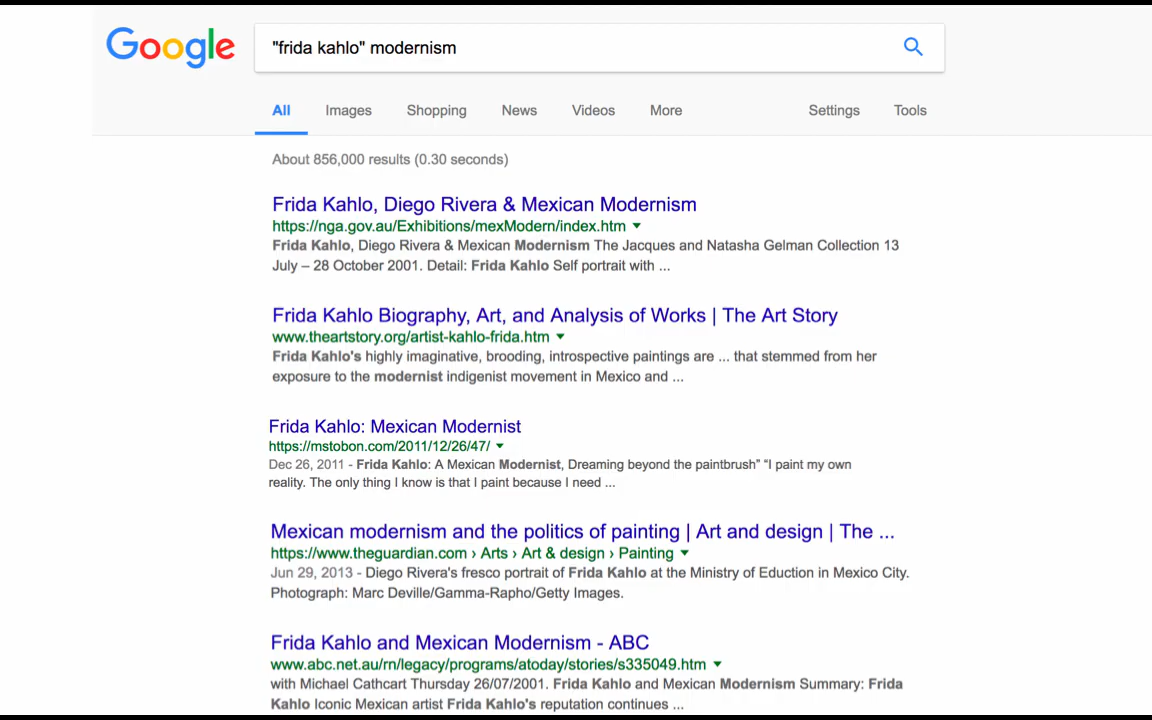 Google
"frida kahlo" modernism
All Images Shopping News Videos More Settings Tools
About 856,000 results (0.30 seconds)
Frida Kahlo, Diego Rivera & Mexican Modernism
https://nga.gov.au/Exhibitions/mexModern/index.htm
Frida Kahlo, Diego Rivera & Mexican Modernism The Jacques and Natasha Gelman Collection 13
July – 28 October 2001. Detail: Frida Kahlo Self portrait with ...
Frida Kahlo Biography, Art, and Analysis of Works | The Art Story
www.theartstory.org/artist-kahlo-frida.htm
Frida Kahlo's highly imaginative, brooding, introspective paintings are ... that stemmed from her
exposure to the modernist indigenist movement in Mexico and ...
Frida Kahlo: Mexican Modernist
https://mstobon.com/2011/12/26/47/
Dec 26, 2011 - Frida Kahlo: A Mexican Modernist, Dreaming beyond the paintbrush” “I paint my own
reality. The only thing I know is that I paint because I need ...
Mexican modernism and the politics of painting | Art and design | The ...
https://www.theguardian.com › Arts › Art & design › Painting
Jun 29, 2013 - Diego Rivera's fresco portrait of Frida Kahlo at the Ministry of Eduction in Mexico City.
Photograph: Marc Deville/Gamma-Rapho/Getty Images.
Frida Kahlo and Mexican Modernism - ABC
www.abc.net.au/rn/legacy/programs/atoday/stories/s335049.htm
with Michael Cathcart Thursday 26/07/2001. Frida Kahlo and Mexican Modernism Summary: Frida
Kahlo Iconic Mexican artist Frida Kahlo's reputation continues ...